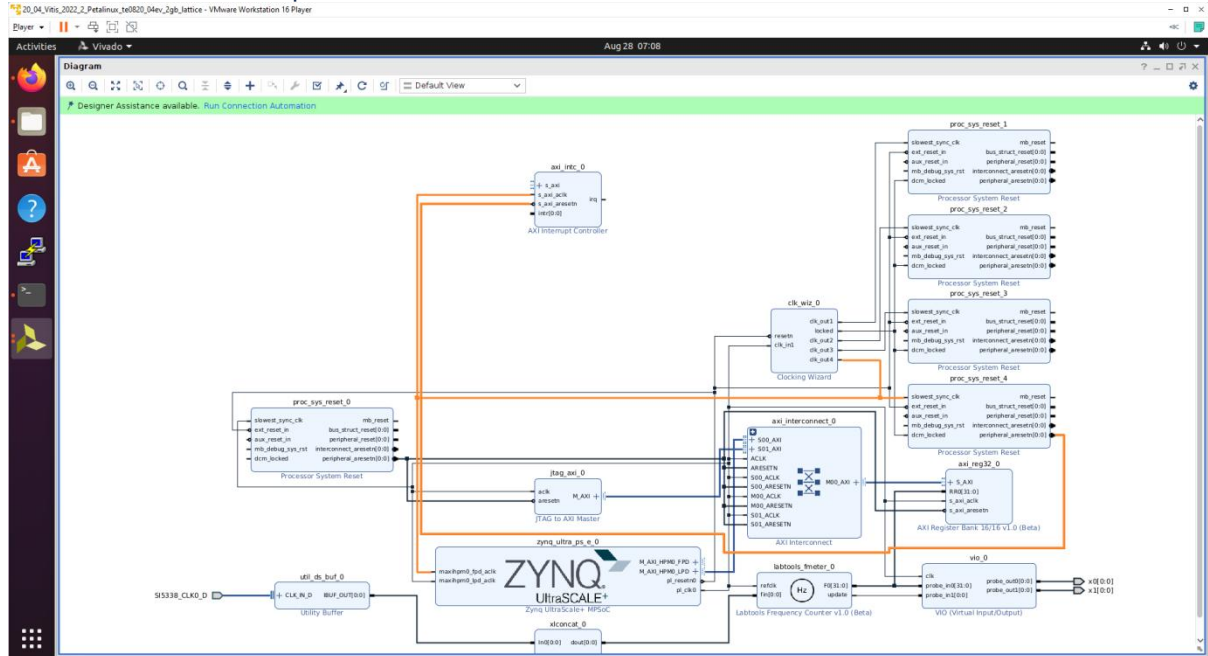 20_04_Vitis_2022_2_Petalinux_te0820_04ev_2gb_lattice - VMware Workstation 16 Player
Player
Activities
Vivado
Aug 28 07:08
Diagram
Default View
Designer Assistance available. Run Connection Automation
proc_sys_reset_1
slowest_sync_clk
ext_reset_in
aux_reset_in
mb_debug_sys_rst
dcm_locked
mb_reset
bus_struct_reset[0:0]
peripheral_reset[0:0]
interconnect_aresetn[0:0]
peripheral_aresetn[0:0]
Processor System Reset
proc_sys_reset_2
slowest_sync_clk
ext_reset_in
aux_reset_in
mb_debug_sys_rst
dcm_locked
mb_reset
bus_struct_reset[0:0]
peripheral_reset[0:0]
interconnect_aresetn[0:0]
peripheral_aresetn[0:0]
Processor System Reset
axi_intc_0
s_axi
s_axi_aclk
s_axi_aresetn
intr[0:0]
irq
AXI Interrupt Controller
proc_sys_reset_3
slowest_sync_clk
ext_reset_in
aux_reset_in
mb_debug_sys_rst
dcm_locked
mb_reset
bus_struct_reset[0:0]
peripheral_reset[0:0]
interconnect_aresetn[0:0]
peripheral_aresetn[0:0]
Processor System Reset
clk_wiz_0
resetn
clk_in1
clk_out1
locked
clk_out2
clk_out3
clk_out4
Clocking Wizard
proc_sys_reset_4
slowest_sync_clk
ext_reset_in
aux_reset_in
mb_debug_sys_rst
dcm_locked
mb_reset
bus_struct_reset[0:0]
peripheral_reset[0:0]
interconnect_aresetn[0:0]
peripheral_aresetn[0:0]
Processor System Reset
proc_sys_reset_0
slowest_sync_clk
ext_reset_in
aux_reset_in
mb_debug_sys_rst
dcm_locked
mb_reset
bus_struct_reset[0:0]
peripheral_reset[0:0]
interconnect_aresetn[0:0]
peripheral_aresetn[0:0]
Processor System Reset
jtag_axi_0
aclk
aresetn
M_AXI
JTAG to AXI Master
axi_interconnect_0
S00_AXI
S01_AXI
ACLK
ARESETN
S00_ACLK
S00_ARESETN
M00_ACLK
M00_ARESETN
S01_ACLK
S01_ARESETN
M00_AXI
AXI Interconnect
axi_reg32_0
S_AXI
RR0[31:0]
s_axi_aclk
s_axi_aresetn
AXI Register Bank 16/16 v1.0 (Beta)
zynq_ultra_ps_e_0
maxihpm0_fpd_aclk
maxihpm0_lpd_aclk
ZYNQ
UltraSCALE+
M_AXI_HPM0_FPD
M_AXI_HPM0_LPD
pl_resetn0
pl_clk0
Zynq UltraScale+ MPSoC
SI5338_CLK0_D
util_ds_buf_0
CLK_IN_D
IBUF_OUT[0:0]
Utility Buffer
xlconcat_0
In0[0:0]
dout[0:0]
labtools_fmeter_0
refclk
fin[0:0]
Hz
F0[31:0]
update
Labtools Frequency Counter v1.0 (Beta)
vio_0
clk
probe_in0[31:0]
probe_in1[0:0]
probe_out0[0:0]
probe_out1[0:0]
VIO (Virtual Input/Output)
x0[0:0]
x1[0:0]